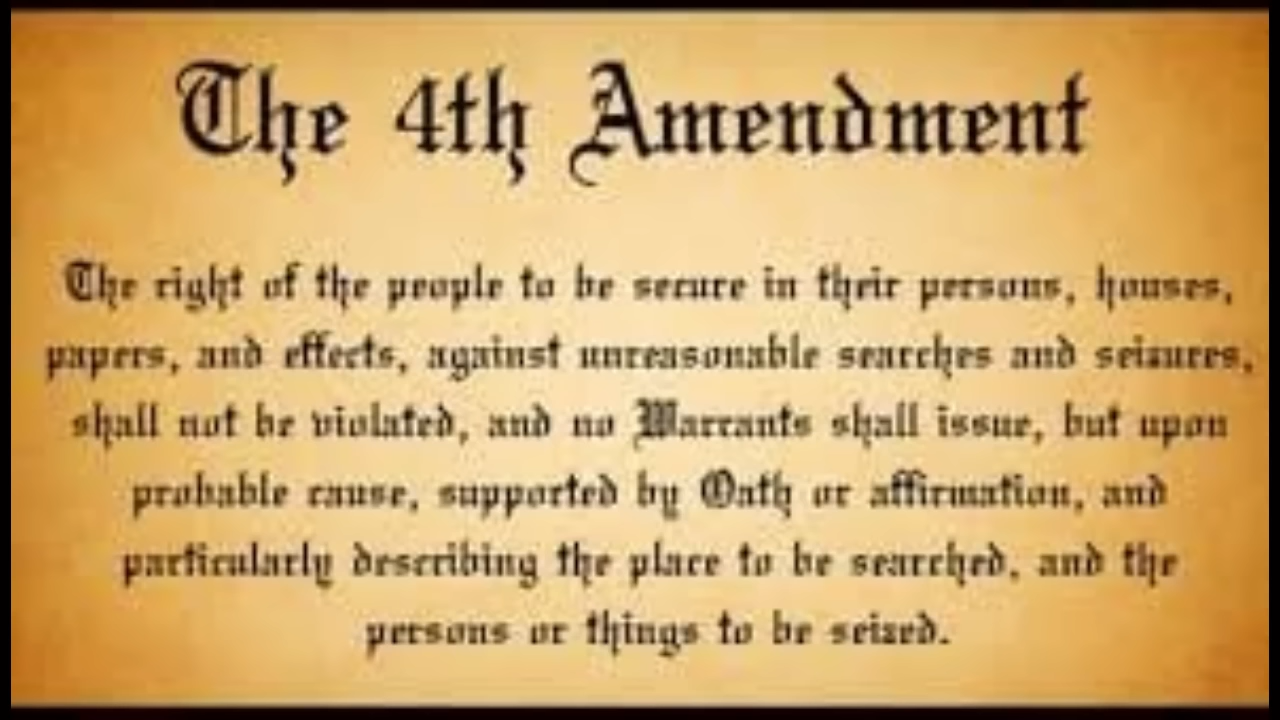 The 4th Amendment
The right of the people to be secure in their persons, houses,
papers, and effects, against unreasonable searches and seizures,
shall not be violated, and no Warrants shall issue, but upon
probable cause, supported by Oath or affirmation, and
particularly describing the place to be searched, and the
persons or things to be seized.